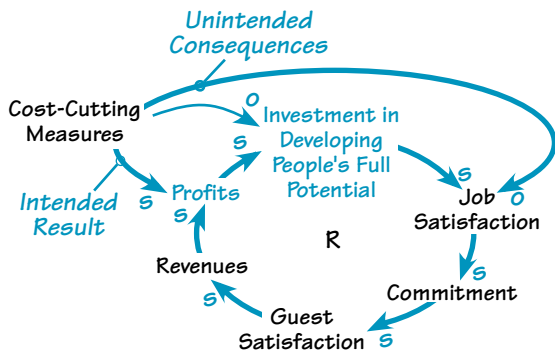 Unintended
Consequences
Cost-Cutting
Measures
o
Investment in
Developing
People's Full
Potential
s
Intended
Result
s
Profits
s
s
Job
Satisfaction
o
R
Revenues
s
Commitment
s
Guest
Satisfaction
s